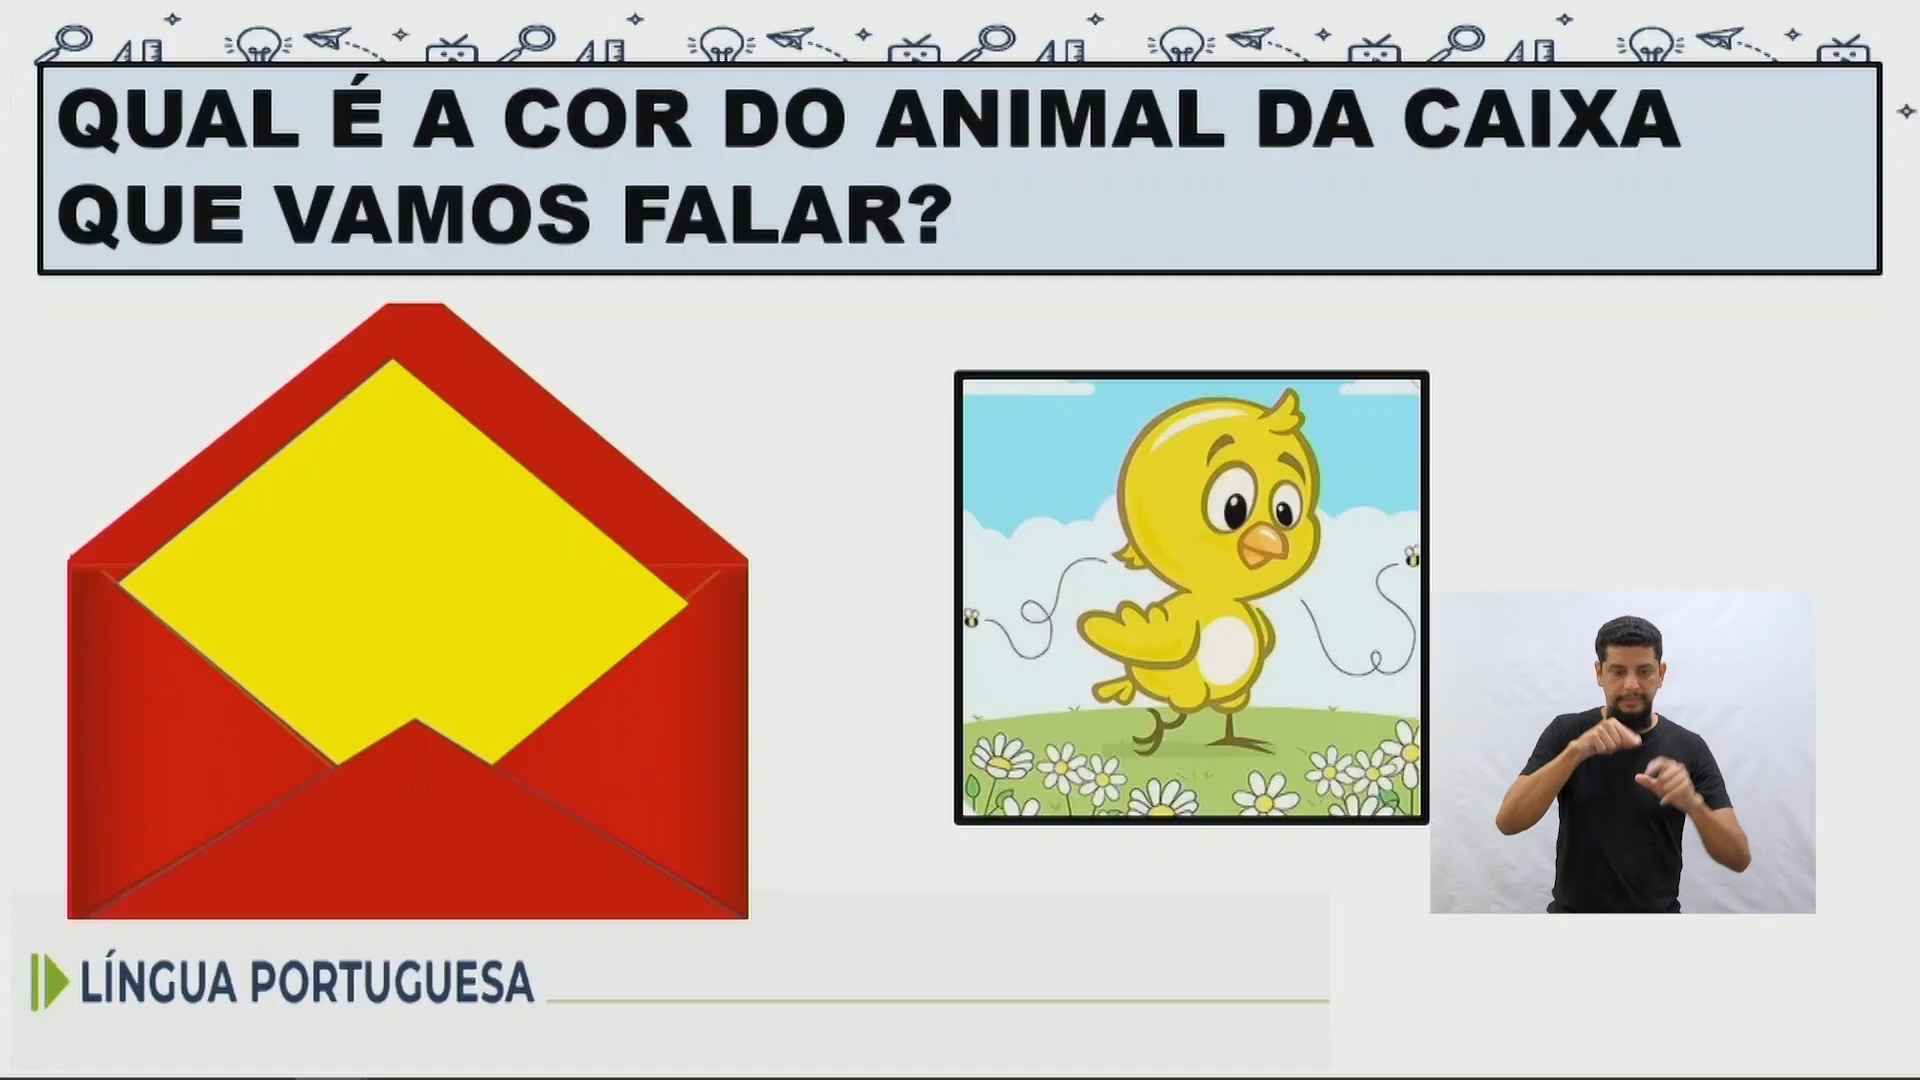 QUAL É A COR DO ANIMAL DA CAIXA
QUE VAMOS FALAR?
LÍNGUA PORTUGUESA